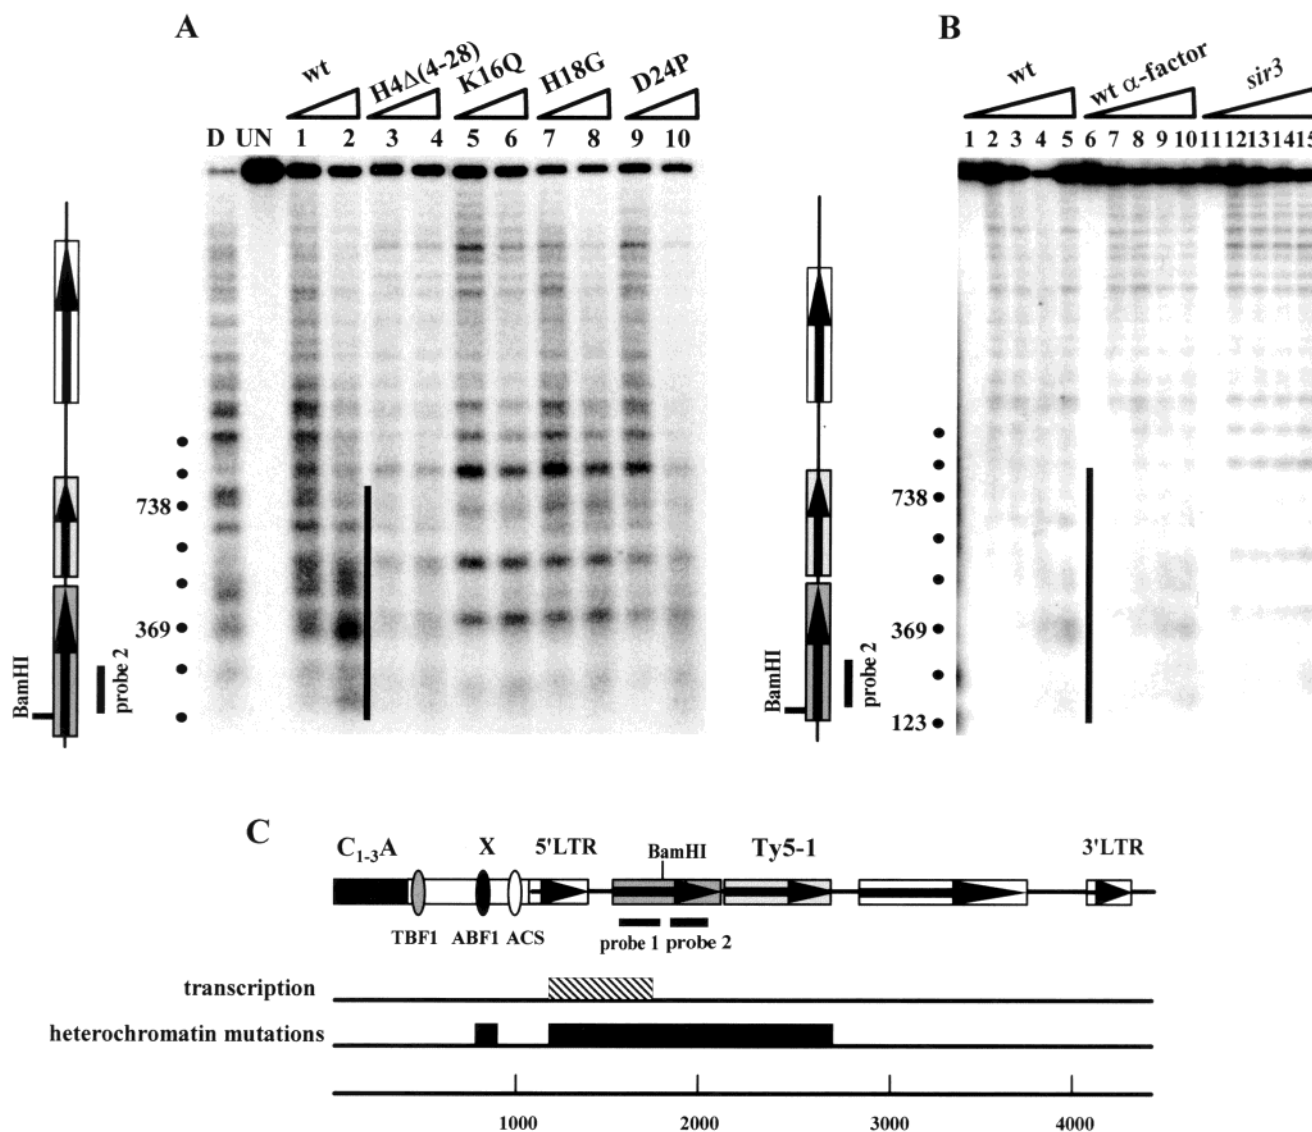 A
B
wt
H4Δ(4-28)
K16Q
H18G
D24P
wt
wt α-factor
sir3
D UN 1 2 3 4 5 6 7 8 9 10
1 2 3 4 5 6 7 8 9 10 11 12 13 14 15
738
369
BamHI
probe 2
738
369
123
BamHI
probe 2
C
C1-3A X 5'LTR BamHI Ty5-1 3'LTR
TBF1 ABF1 ACS probe 1 probe 2
transcription
heterochromatin mutations
1000 2000 3000 4000